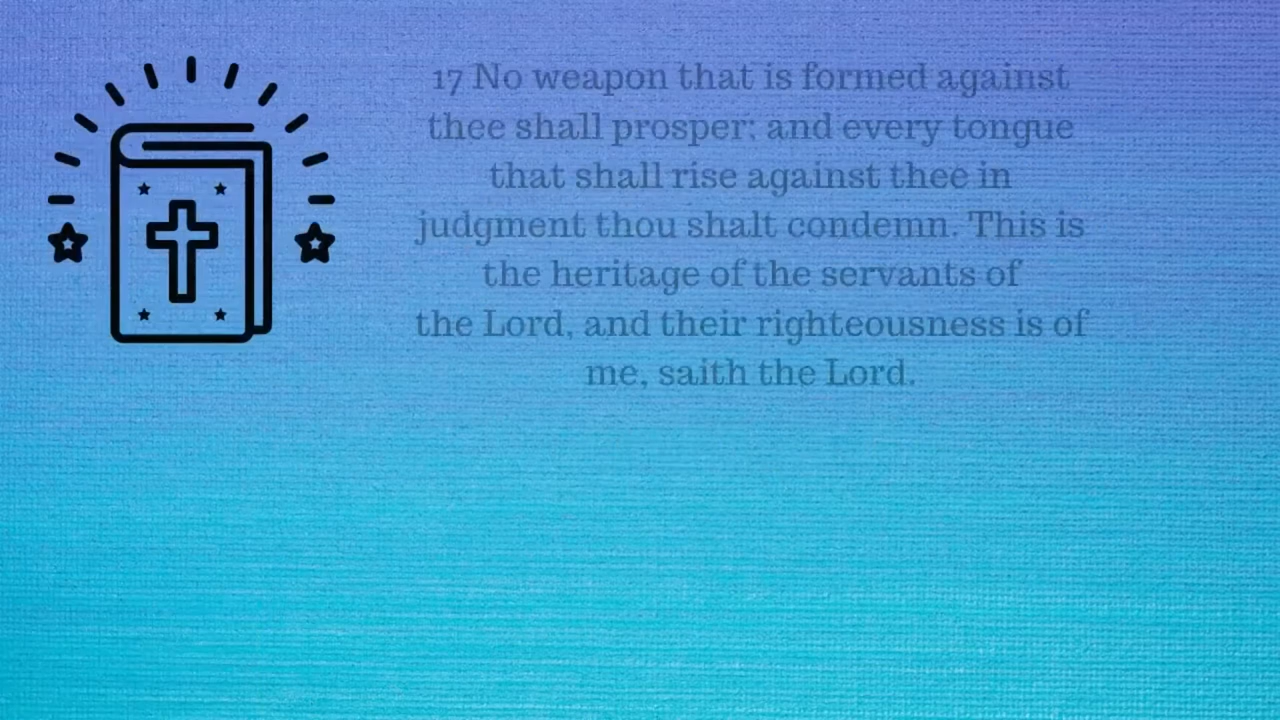 17 No weapon that is formed against
thee shall prosper; and every tongue
that shall rise against thee in
judgment thou shalt condemn. This is
the heritage of the servants of
the Lord, and their righteousness is of
me, saith the Lord.